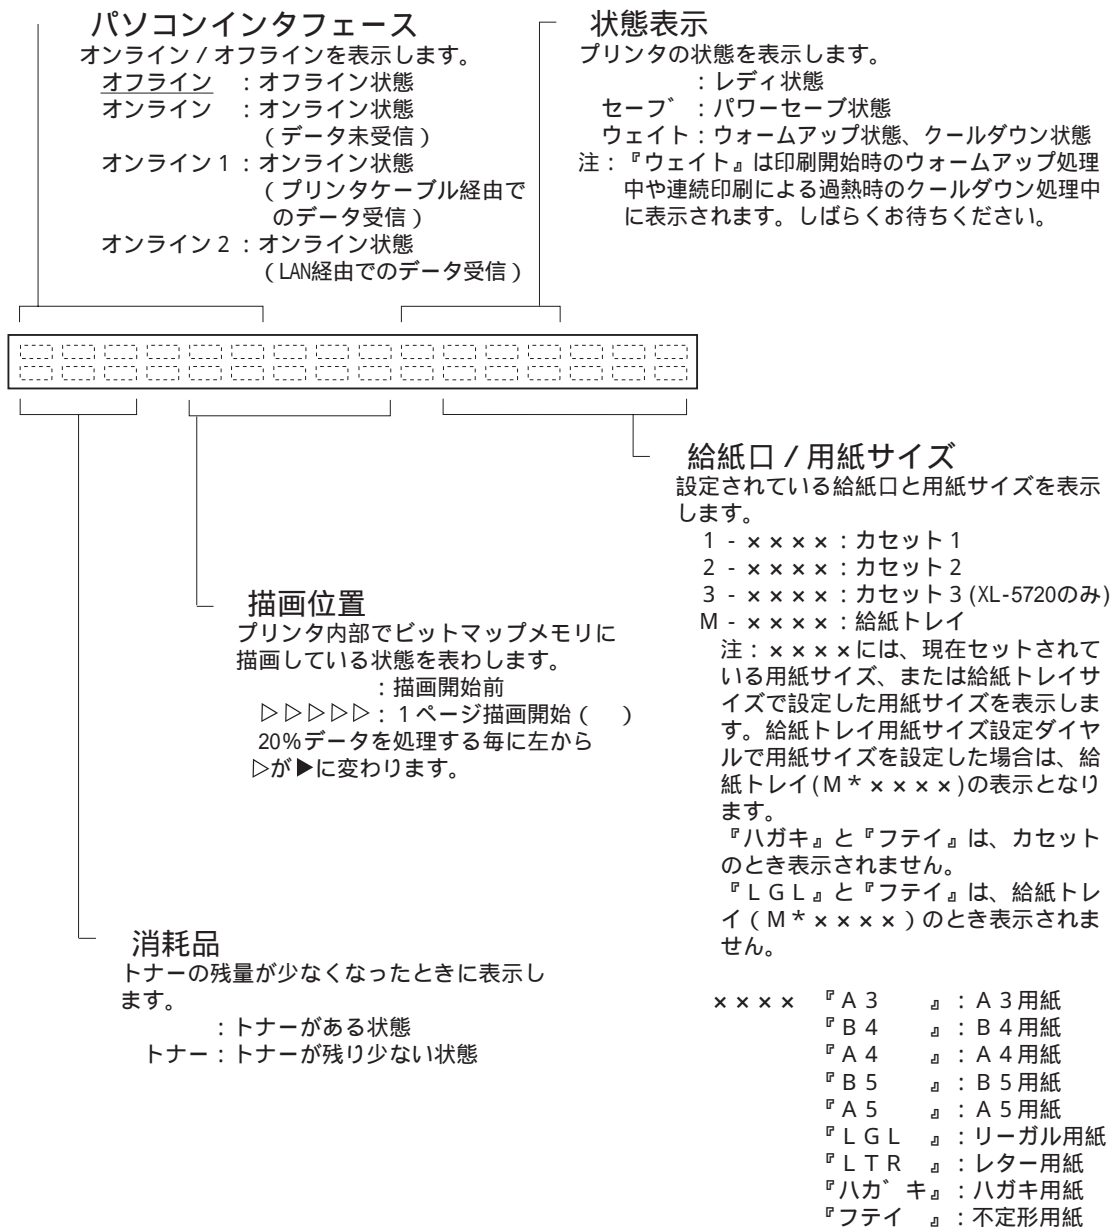 パソコンインタフェース
オンライン / オフラインを表示します。
オフライン ：オフライン状態
オンライン ：オンライン状態
（データ未受信）
オンライン１：オンライン状態
（プリンタケーブル経由で
のデータ受信）
オンライン２：オンライン状態
（LAN経由でのデータ受信）
状態表示
プリンタの状態を表示します。
：レディ状態
セーフ゛ ：パワーセーブ状態
ウェイト：ウォームアップ状態、クールダウン状態
注：『ウェイト』は印刷開始時のウォームアップ処理
中や連続印刷による過熱時のクールダウン処理中
に表示されます。しばらくお待ちください。
給紙口 / 用紙サイズ
設定されている給紙口と用紙サイズを表示
します。
１-××××：カセット１
２-××××：カセット２
３-××××：カセット３(XL-5720のみ)
Ｍ-××××：給紙トレイ
注：××××には、現在セットされて
いる用紙サイズ、または給紙トレイサ
イズで設定した用紙サイズを表示しま
す。給紙トレイ用紙サイズ設定ダイヤ
ルで用紙サイズを設定した場合は、給
紙トレイ(Ｍ*××××)の表示となり
ます。
『ハガキ』と『フテイ』は、カセット
のとき表示されません。
『ＬＧＬ』と『フテイ』は、給紙トレ
イ（Ｍ*××××）のとき表示されま
せん。
××××『Ａ３ 』：Ａ３用紙
『Ｂ４ 』：Ｂ４用紙
『Ａ４ 』：Ａ４用紙
『Ｂ５ 』：Ｂ５用紙
『Ａ５ 』：Ａ５用紙
『ＬＧＬ 』：リーガル用紙
『ＬＴＲ 』：レター用紙
『ハカ゛キ』：ハガキ用紙
『フテイ 』：不定形用紙
描画位置
プリンタ内部でビットマップメモリに
描画している状態を表わします。
：描画開始前
▷▷▷▷▷：１ページ描画開始（ ）
20%データを処理する毎に左から
▷が▶に変わります。
消耗品
トナーの残量が少なくなったときに表示し
ます。
：トナーがある状態
トナー：トナーが残り少ない状態